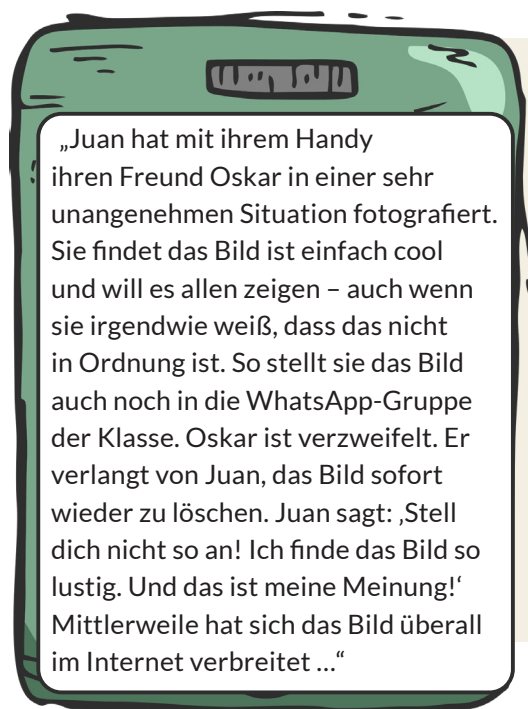 „Juan hat mit ihrem Handy
ihren Freund Oskar in einer sehr
unangenehmen Situation fotografiert.
Sie findet das Bild ist einfach cool
und will es allen zeigen – auch wenn
sie irgendwie weiß, dass das nicht
in Ordnung ist. So stellt sie das Bild
auch noch in die WhatsApp-Gruppe
der Klasse. Oskar ist verzweifelt. Er
verlangt von Juan, das Bild sofort
wieder zu löschen. Juan sagt: ‚Stell
dich nicht so an! Ich finde das Bild so
lustig. Und das ist meine Meinung!‘
Mittlerweile hat sich das Bild überall
im Internet verbreitet …“